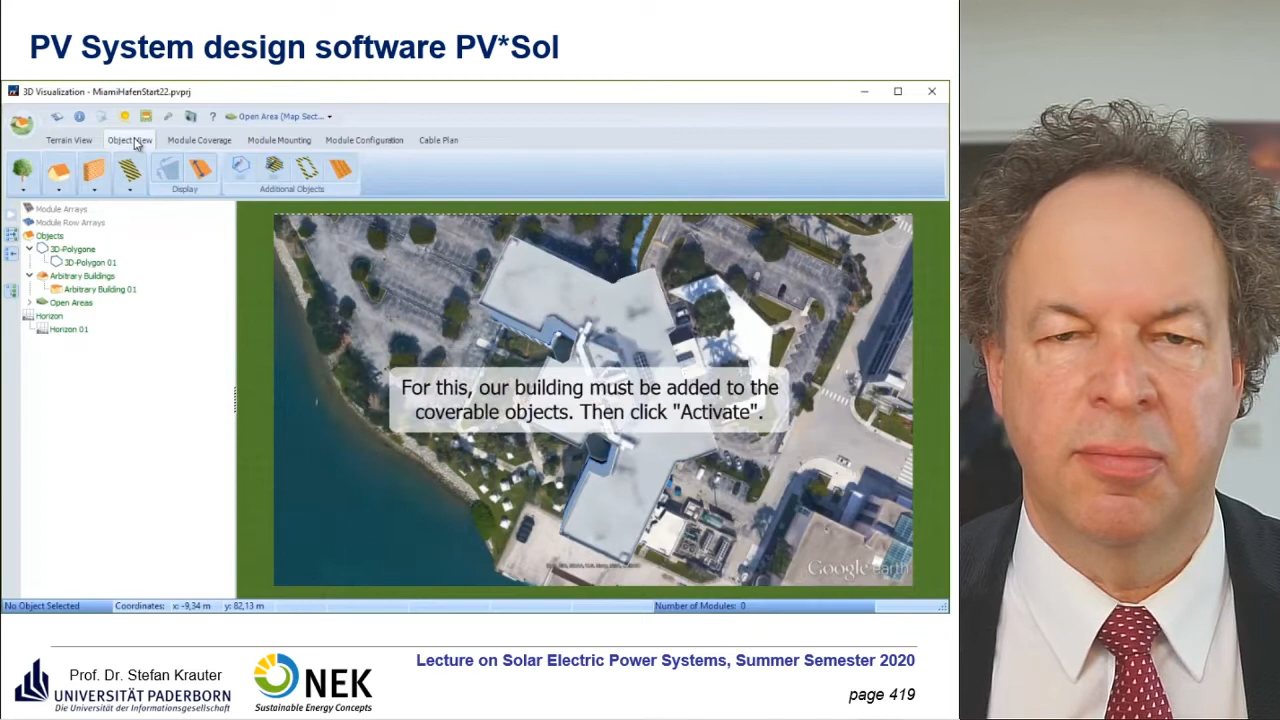 PV System design software PV*Sol
3D Visualization - MiamiHafenStart22.pvprj
? Open Area (Map Sect...
Terrain View Object View Module Coverage Module Mounting Module Configuration Cable Plan
Display Additional Objects
Module Arrays
Module Row Arrays
Objects
3D-Polygone
3D-Polygon 01
Arbitrary Buildings
Arbitrary Building 01
Open Areas
Horizon
Horizon 01
For this, our building must be added to the
coverable objects. Then click "Activate".
Google earth
No Object Selected Coordinates: x: -9,34 m y: 82,13 m Number of Modules: 0
Prof. Dr. Stefan Krauter
UNIVERSITÄT PADERBORN
Die Universität der Informationsgesellschaft
NEK
Sustainable Energy Concepts
Lecture on Solar Electric Power Systems, Summer Semester 2020
page 419